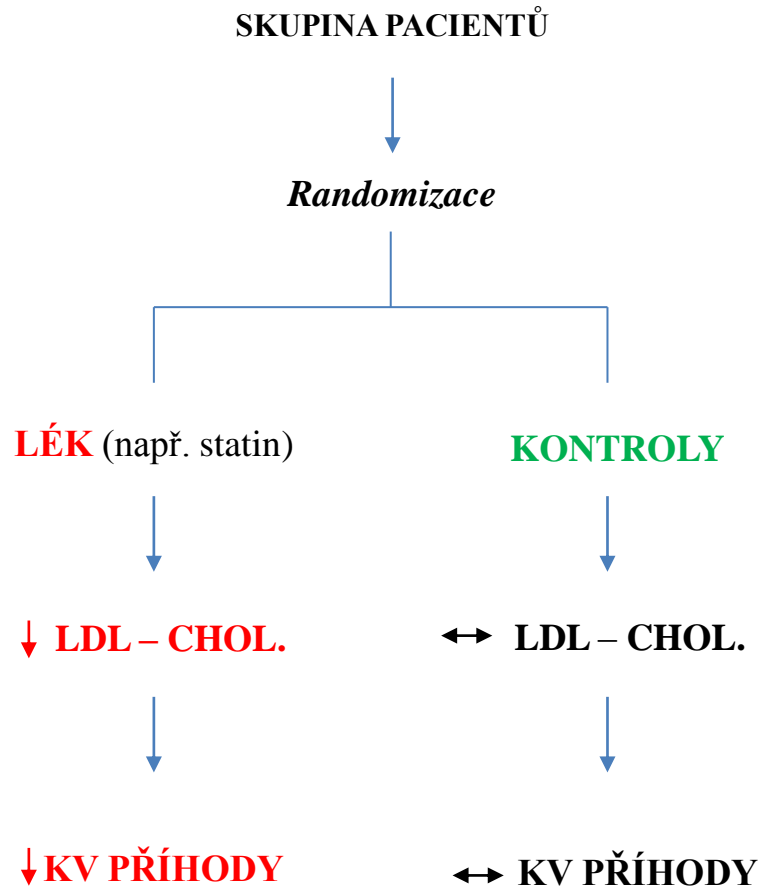 SKUPINA PACIENTŮ
Randomizace
LÉK (např. statin)
KONTROLY
↓ LDL – CHOL.
↔ LDL – CHOL.
↓ KV PŘÍHODY
↔ KV PŘÍHODY